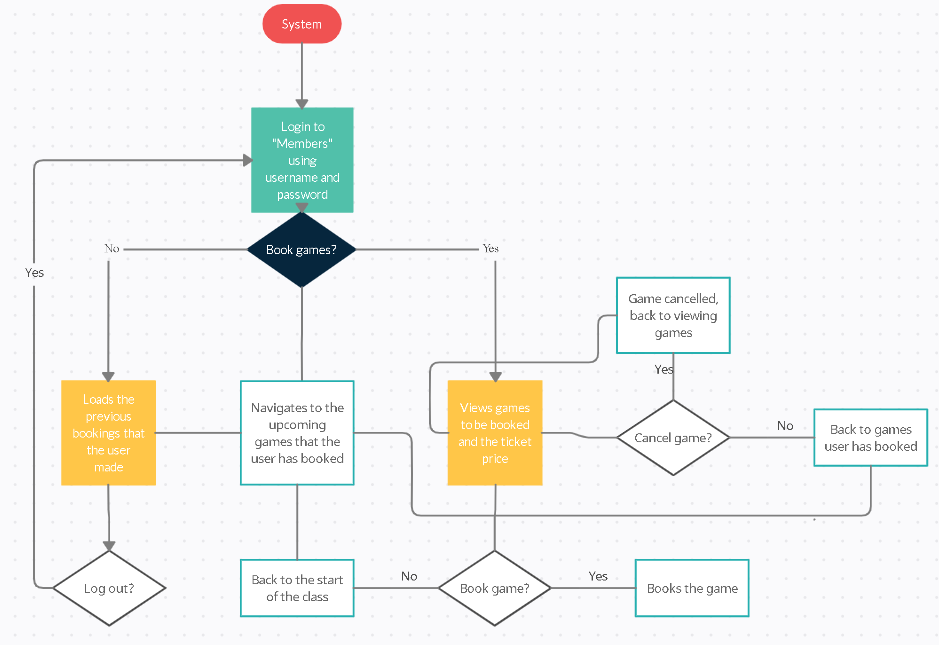 System
Login to
"Members"
using
username and
password
Book games?
No
Yes
Yes
Game cancelled,
back to viewing
games
Yes
Loads the
previous
bookings that
the user
made
Navigates to the
upcoming
games that the
user has booked
Views games
to be booked
and the ticket
price
Cancel game?
No
Back to games
user has booked
Log out?
Back to the start
of the class
No
Book game?
Yes
Books the game